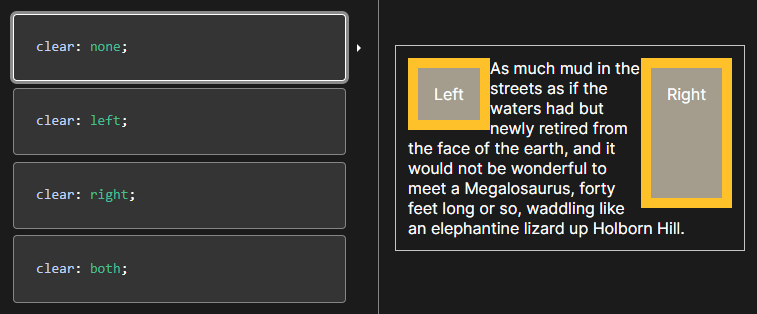 clear: none;
clear: left;
clear: right;
clear: both;
Left
Right
As much mud in the
streets as if the
waters had but
newly retired from
the face of the earth, and it
would not be wonderful to
meet a Megalosaurus, forty
feet long or so, waddling like
an elephantine lizard up Holborn Hill.